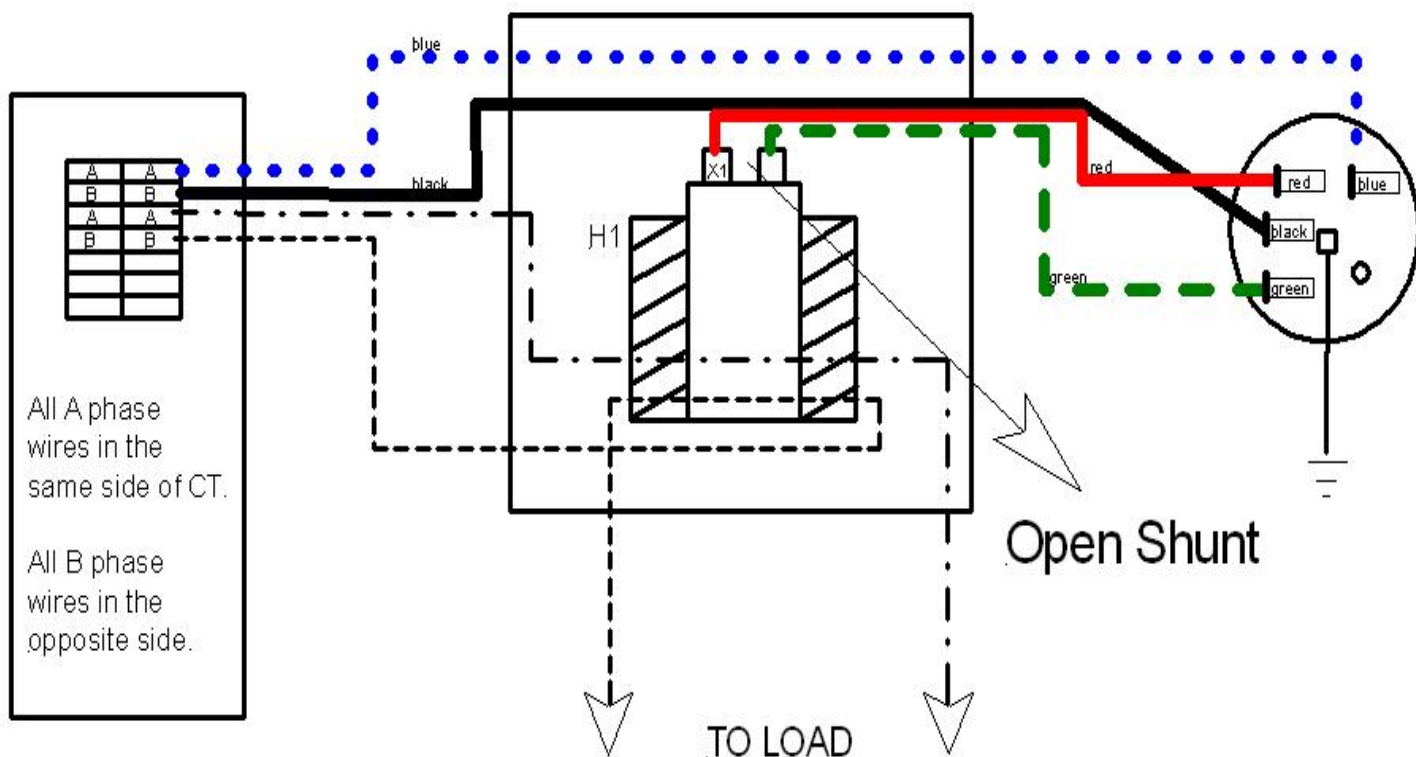 blue
A A
B B
A A
B B
black
X1
H1
red
red
blue
black
green
green
All A phase
wires in the
same side of CT.
All B phase
wires in the
opposite side.
Open Shunt
TO LOAD